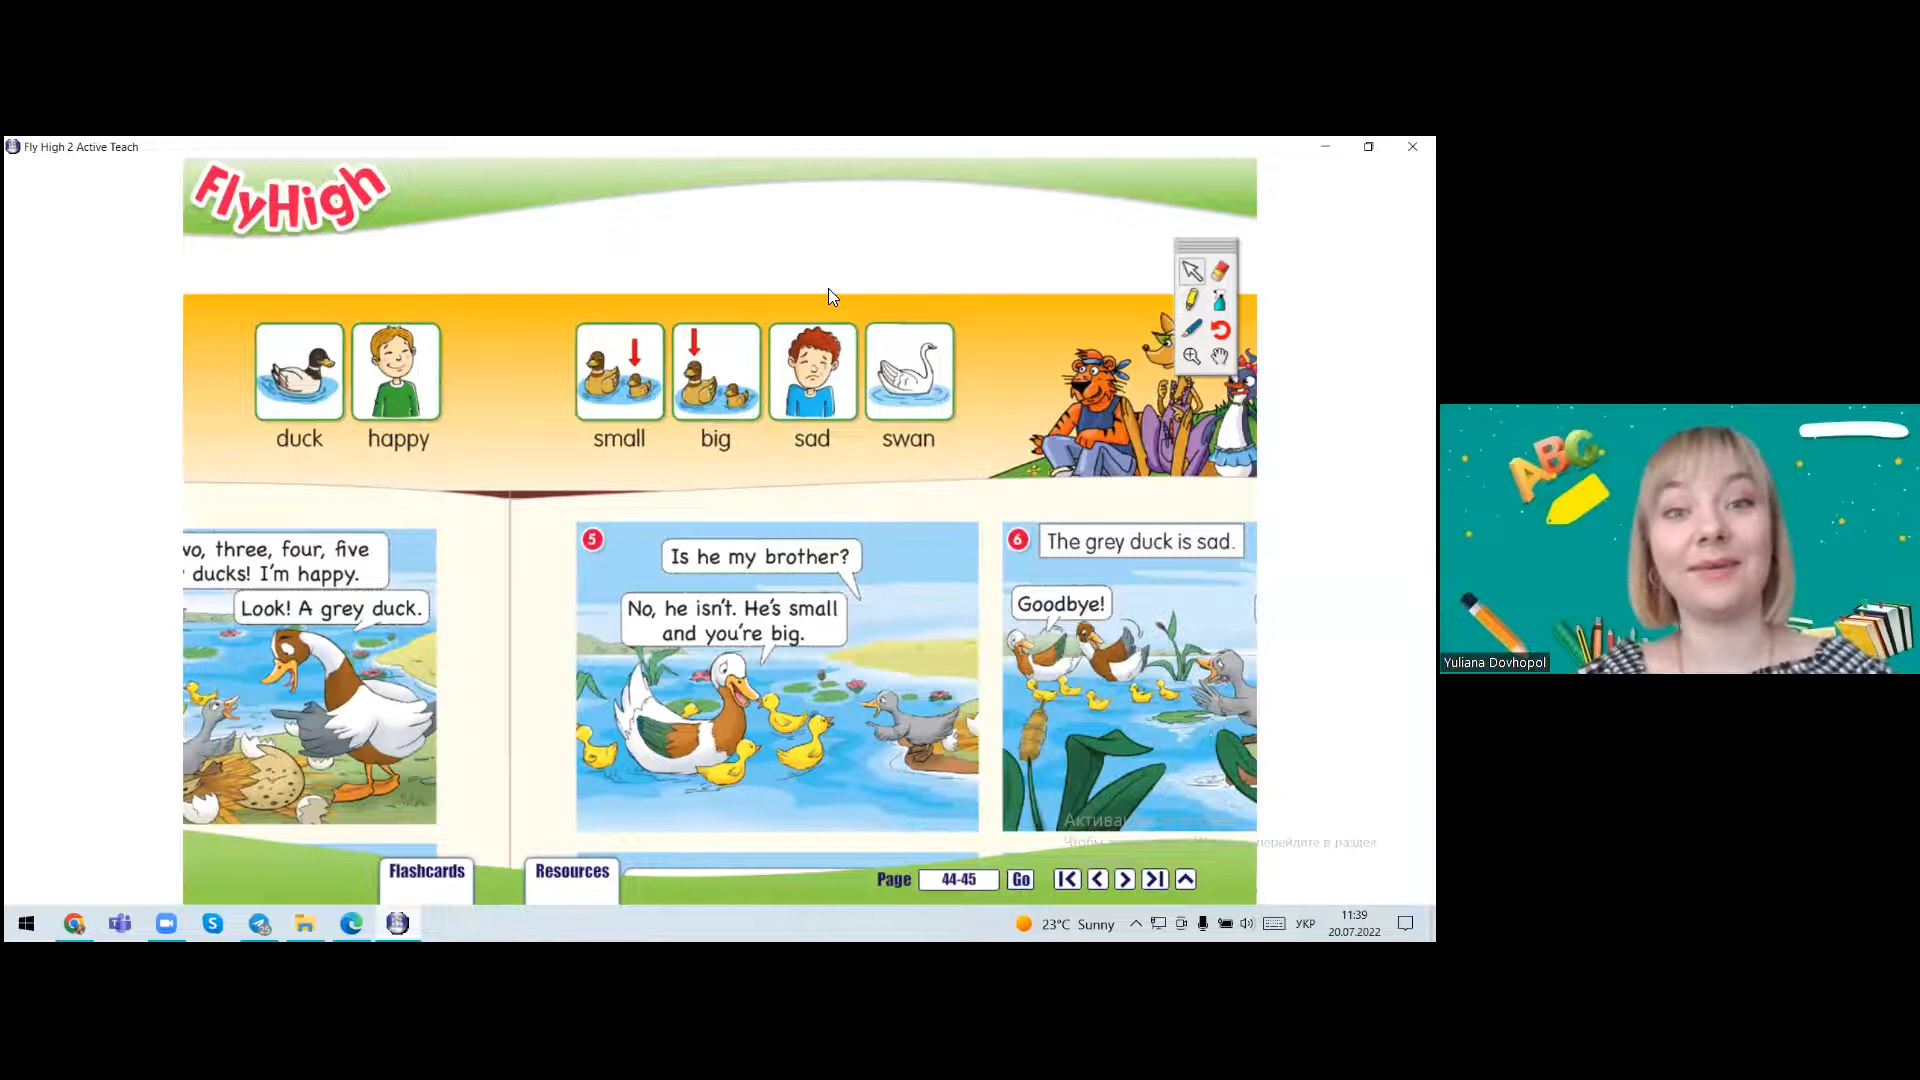 Fly High 2 Active Teach
FlyHigh
duck
happy
small
big
sad
swan
wo, three, four, five
ducks! I'm happy.
Look! A grey duck.
5
Is he my brother?
No, he isn't. He's small
and you're big.
6
The grey duck is sad.
Goodbye!
ABC
Yuliana Dovhopol
перейдите в раздел
Flashcards
Resources
Page
44-45
Go
23°C Sunny
УКР
11:39
20.07.2022